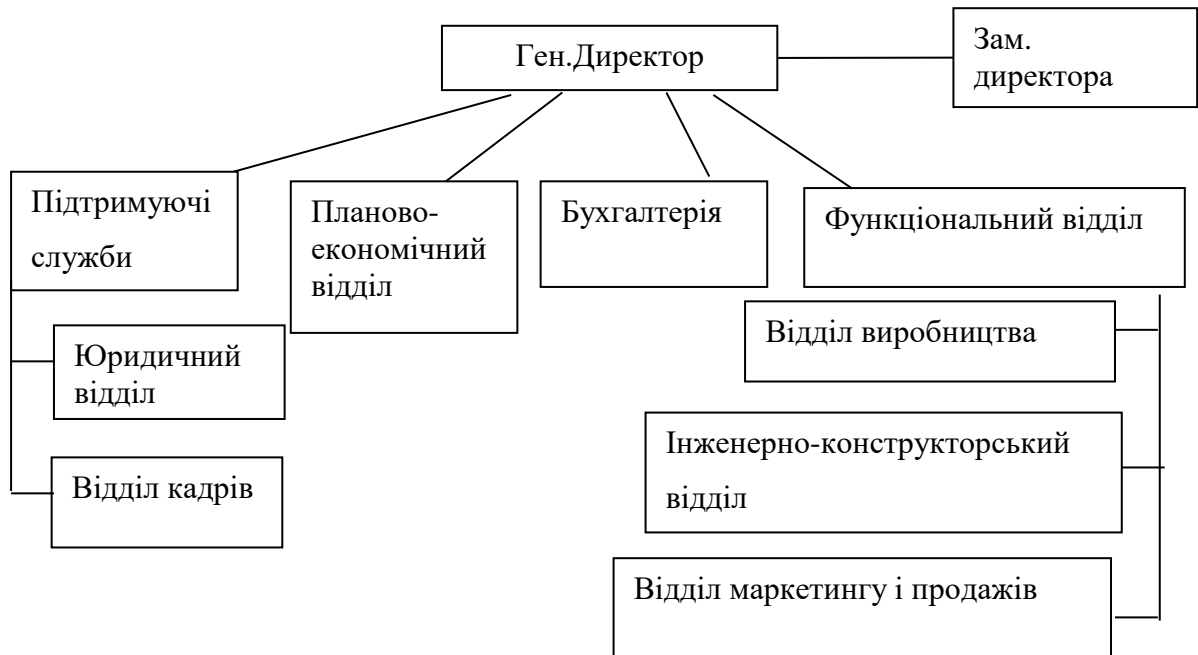 Ген.Директор
Зам.
директора
Підтримуючі
служби
Планово-
економічний
відділ
Бухгалтерія
Функціональний відділ
Юридичний
відділ
Відділ кадрів
Відділ виробництва
Інженерно-конструкторський
відділ
Відділ маркетингу і продажів